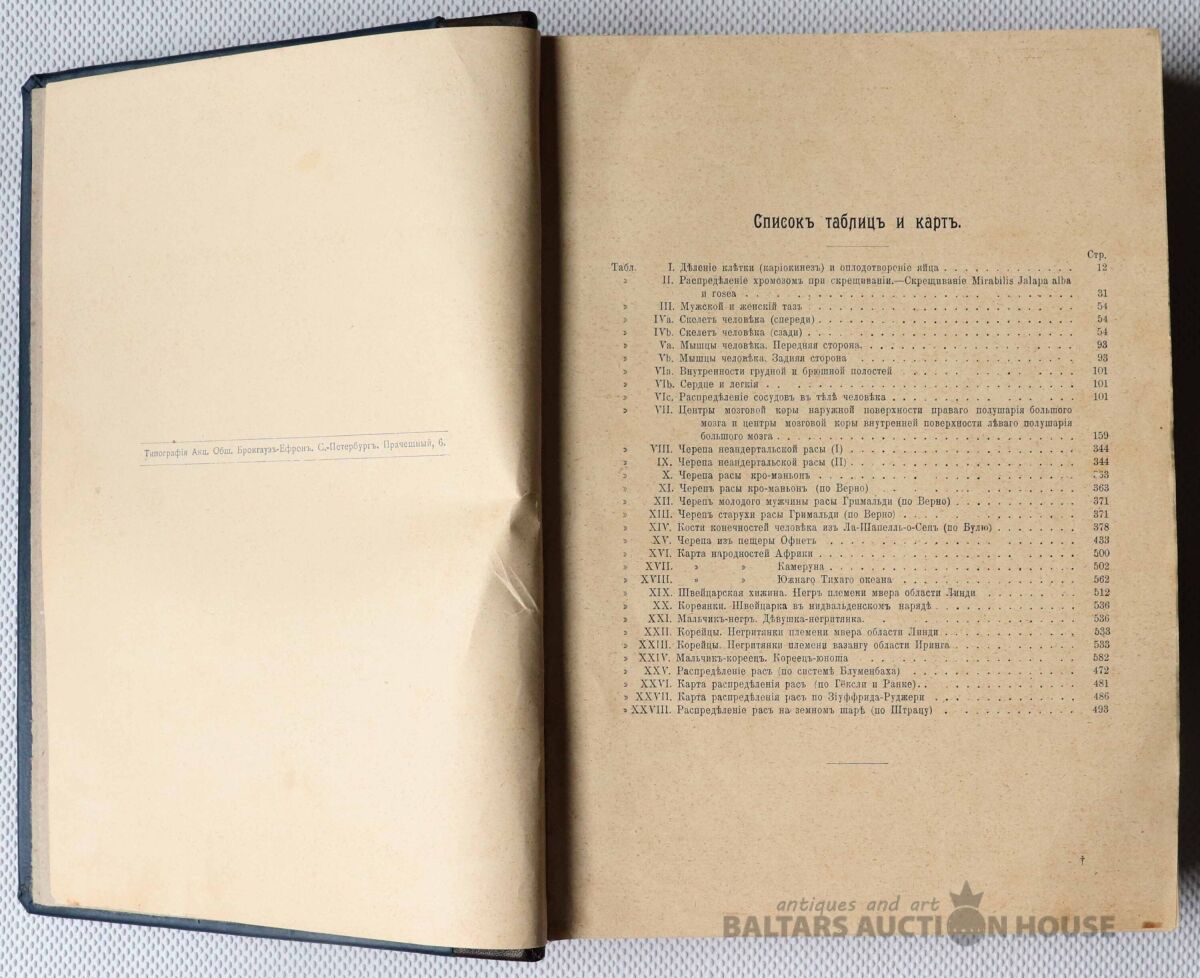 Типографія Акц. Общ. Брокгаузъ-Ефронъ. С.-Петербургъ. Прачешный, 6.
Списокъ таблицъ и картъ.
Стр.
Табл. I. Дѣленіе клѣтки (каріокинезъ) и оплодотвореніе яйца . . . . . . . . . . . . . 12
» II. Распредѣленіе хромозомъ при скрещиваніи.—Скрещиваніе Mirabilis Jalapa alba
и rosea . . . . . . . . . . . . . . . . . . . . . . . . . . . . . 31
» III. Мужской и женскій тазъ . . . . . . . . . . . . . . . . . . . . . . . 54
» IVa. Скелетъ человѣка (спереди) . . . . . . . . . . . . . . . . . . . . . . 54
» IVb. Скелетъ человѣка (сзади) . . . . . . . . . . . . . . . . . . . . . . . 54
» Va. Мышцы человѣка. Передняя сторона. . . . . . . . . . . . . . . . . . . 93
» Vb. Мышцы человѣка. Задняя сторона . . . . . . . . . . . . . . . . . . . 93
» VIa. Внутренности грудной и брюшной полостей . . . . . . . . . . . . . . . 101
» VIb. Сердце и легкія . . . . . . . . . . . . . . . . . . . . . . . . . . 101
» VIc. Распредѣленіе сосудовъ въ тѣлѣ человѣка . . . . . . . . . . . . . . . . 101
» VII. Центры мозговой коры наружной поверхности праваго полушарія большого
мозга и центры мозговой коры внутренней поверхности лѣваго полушарія
большого мозга . . . . . . . . . . . . . . . . . . . . . . . . . . 159
» VIII. Черепа неандертальской расы (I) . . . . . . . . . . . . . . . . . . . . 344
» IX. Черепа неандертальской расы (II) . . . . . . . . . . . . . . . . . . . . 344
» X. Черепа расы кро-маньонъ . . . . . . . . . . . . . . . . . . . . . .
» XI. Черепъ расы кро-маньонъ (по Верно) . . . . . . . . . . . . . . . . . . 363
» XII. Черепъ молодого мужчины расы Гримальди (по Верно) . . . . . . . . . . . . 371
» XIII. Черепъ старухи расы Гримальди (по Верно) . . . . . . . . . . . . . . . . 371
» XIV. Кости конечностей человѣка изъ Ла-Шапелль-о-Сенъ (по Булю) . . . . . . . . 378
» XV. Черепа изъ пещеры Офнетъ . . . . . . . . . . . . . . . . . . . . . . 433
» XVI. Карта народностей Африки . . . . . . . . . . . . . . . . . . . . . . . 500
» XVII. » » Камеруна . . . . . . . . . . . . . . . . . . . . . . 502
» XVIII. » » Южнаго Тихаго океана . . . . . . . . . . . . . . . . 562
» XIX. Швейцарская хижина. Негръ племени мвера области Линди . . . . . . . . . 512
» XX. Кореянки. Швейцарка въ нидвальденскомъ нарядѣ . . . . . . . . . . . . . 536
» XXI. Мальчикъ-негръ. Дѣвушка-негритянка. . . . . . . . . . . . . . . . . . . 536
» XXII. Корейцы. Негритянки племени мвера области Линди . . . . . . . . . . . . 533
» XXIII. Корейцы. Негритянки племени вазангу области Иринга . . . . . . . . . . . 533
» XXIV. Мальчикъ-кореецъ. Кореецъ-юноша . . . . . . . . . . . . . . . . . . . 582
» XXV. Распредѣленіе расъ (по системѣ Блуменбаха) . . . . . . . . . . . . . . . 472
» XXVI. Карта распредѣленія расъ (по Гёксли и Ранке). . . . . . . . . . . . . . . 481
» XXVII. Карта распредѣленія расъ по Зіуффрида-Руджери . . . . . . . . . . . . . . 486
» XXVIII. Распредѣленіе расъ на земномъ шарѣ (по Штрацу) . . . . . . . . . . . . . 493
†
antiques and art
BALTARS AUCTION HOUSE